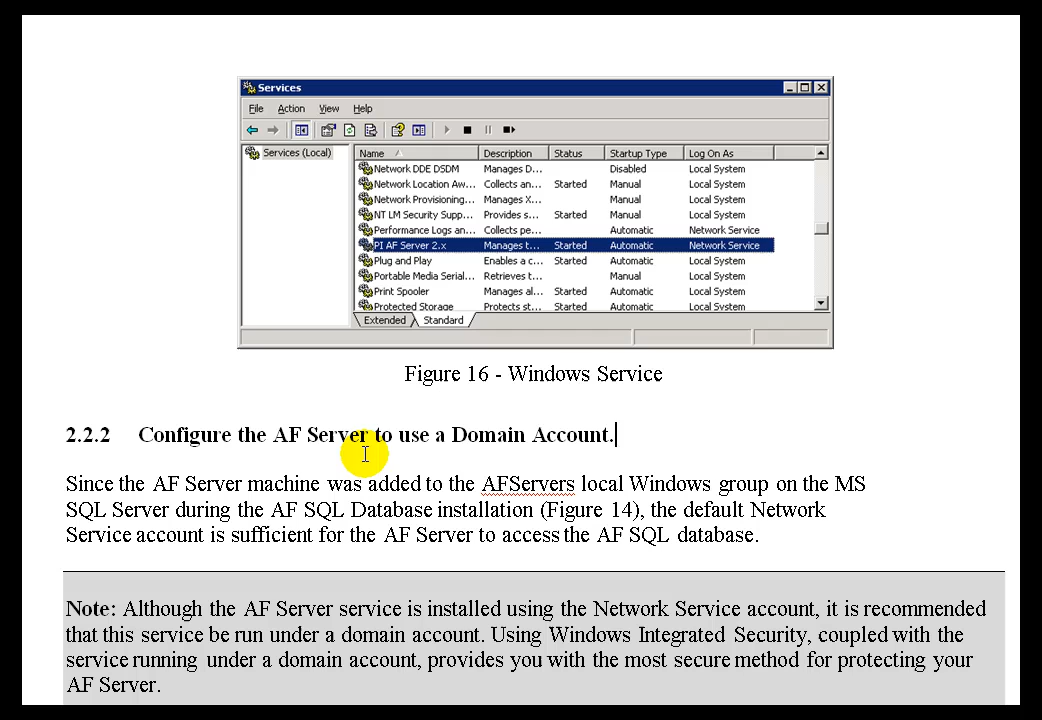 Services
File Action View Help
Services (Local)
Name Description Status Startup Type Log On As
Network DDE DSDM Manages D... Disabled Local System
Network Location Aw... Collects an... Started Manual Local System
Network Provisioning... Manages X... Manual Local System
NT LM Security Supp... Provides s... Started Manual Local System
Performance Logs an... Collects pe... Automatic Network Service
PI AF Server 2.x Manages t... Started Automatic Network Service
Plug and Play Enables a c... Started Automatic Local System
Portable Media Serial... Retrieves t... Manual Local System
Print Spooler Manages al... Started Automatic Local System
Protected Storage Protects st... Started Automatic Local System
Extended Standard
Figure 16 - Windows Service
2.2.2 Configure the AF Server to use a Domain Account.
Since the AF Server machine was added to the AFServers local Windows group on the MS
SQL Server during the AF SQL Database installation (Figure 14), the default Network
Service account is sufficient for the AF Server to access the AF SQL database.
Note: Although the AF Server service is installed using the Network Service account, it is recommended
that this service be run under a domain account. Using Windows Integrated Security, coupled with the
service running under a domain account, provides you with the most secure method for protecting your
AF Server.